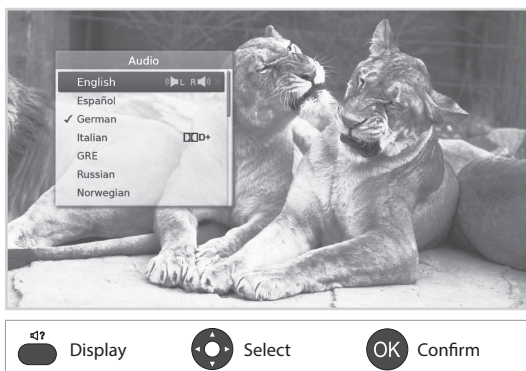 Audio
English L R
Español
✓ German
Italian D+
GRE
Russian
Norwegian
? Display Select OK Confirm